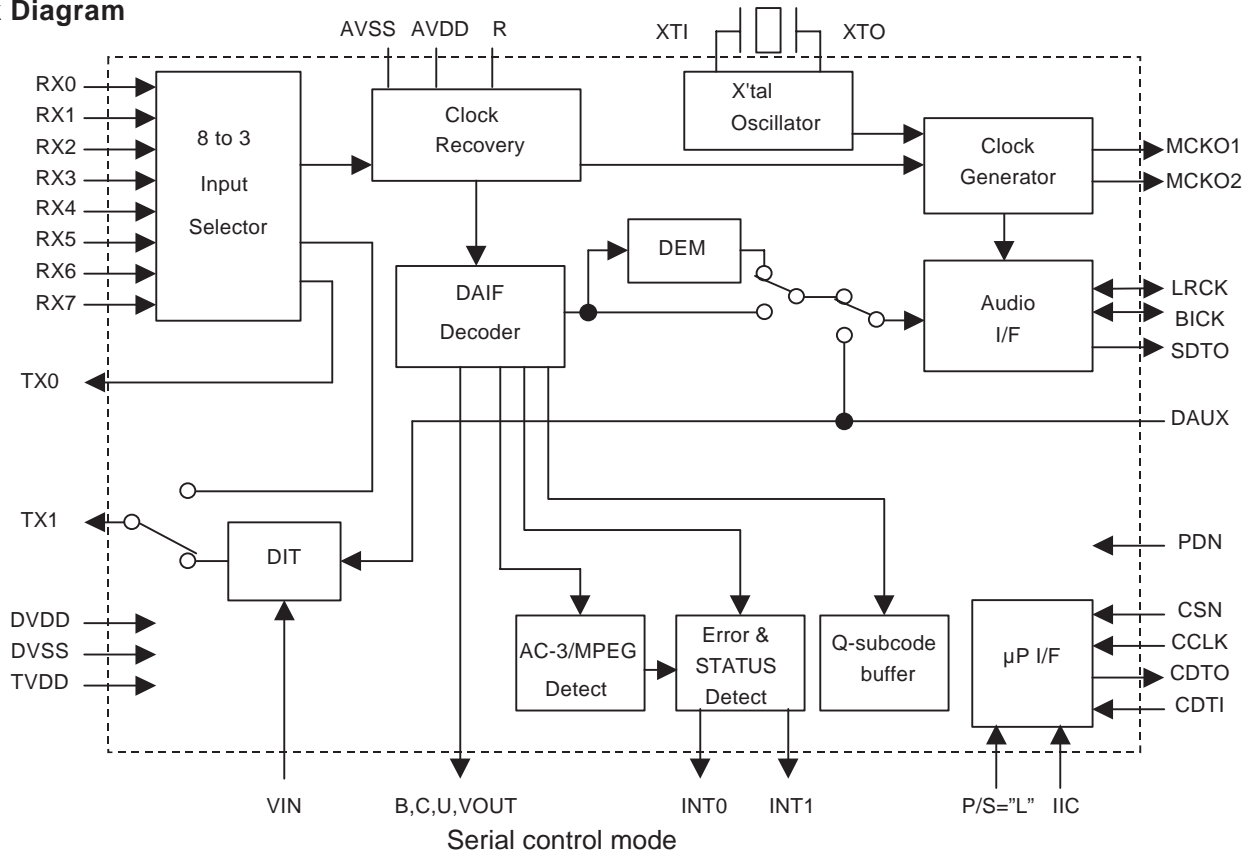 Diagram
AVSS AVDD R
XTI XTO
RX0
RX1
RX2
RX3
RX4
RX5
RX6
RX7
8 to 3
Input
Selector
Clock
Recovery
X'tal
Oscillator
Clock
Generator
MCKO1
MCKO2
DEM
DAIF
Decoder
Audio
I/F
LRCK
BICK
SDTO
TX0
DAUX
TX1
DIT
PDN
DVDD
DVSS
TVDD
AC-3/MPEG
Detect
Error &
STATUS
Detect
Q-subcode
buffer
µP I/F
CSN
CCLK
CDTO
CDTI
VIN
B,C,U,VOUT
INT0
INT1
P/S=”L”
IIC
Serial control mode